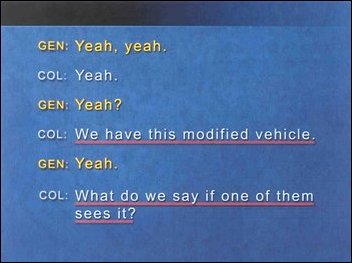 GEN: Yeah, yeah.
COL: Yeah.
GEN: Yeah?
COL: We have this modified vehicle.
GEN: Yeah.
COL: What do we say if one of them
sees it?